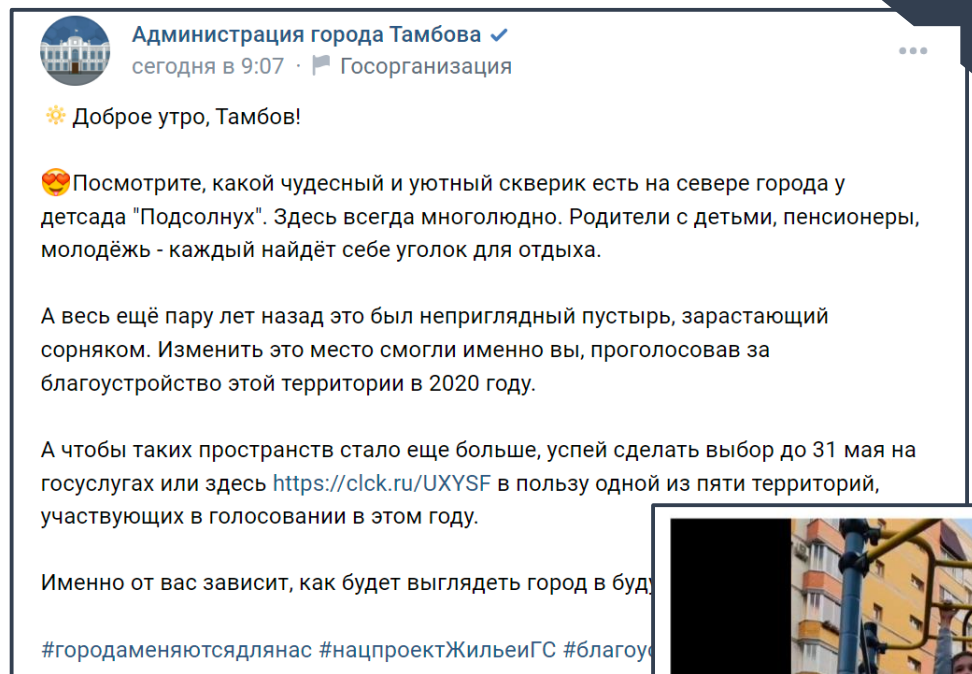 Администрация города Тамбова
сегодня в 9:07 · Госорганизация
Доброе утро, Тамбов!
Посмотрите, какой чудесный и уютный скверик есть на севере города у
детсада "Подсолнух". Здесь всегда многолюдно. Родители с детьми, пенсионеры,
молодёжь - каждый найдёт себе уголок для отдыха.
А весь ещё пару лет назад это был неприглядный пустырь, зарастающий
сорняком. Изменить это место смогли именно вы, проголосовав за
благоустройство этой территории в 2020 году.
А чтобы таких пространств стало еще больше, успей сделать выбор до 31 мая на
госуслугах или здесь https://clck.ru/UXYSF в пользу одной из пяти территорий,
участвующих в голосовании в этом году.
Именно от вас зависит, как будет выглядеть город в
#городаменяютсядлянас #нацпроектЖильеиГС